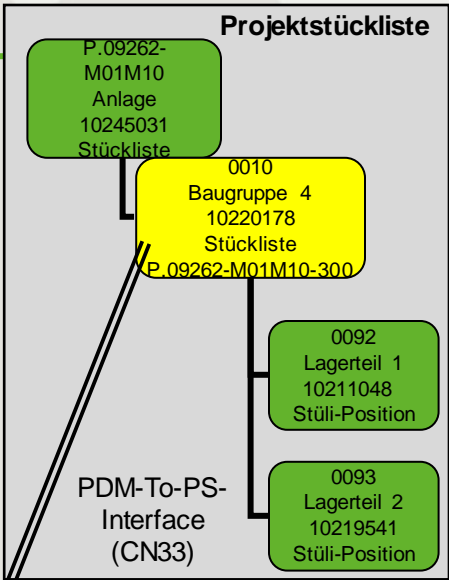 Projektstückliste
P.09262-
M01M10
Anlage
10245031
Stückliste
0010
Baugruppe 4
10220178
Stückliste
P.09262-M01M10-300
0092
Lagerteil 1
10211048
Stüli-Position
0093
Lagerteil 2
10219541
Stüli-Position
PDM-To-PS-
Interface
(CN33)